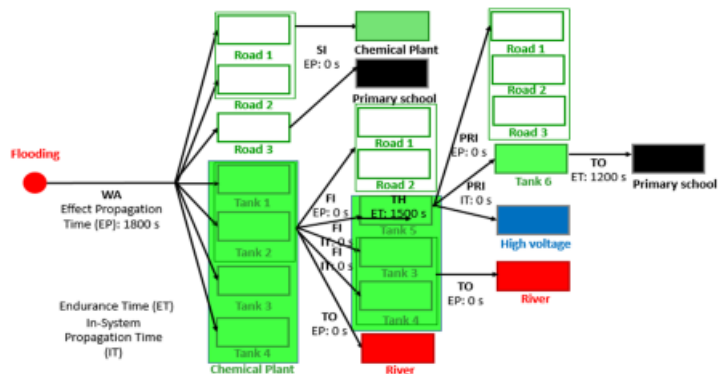 Flooding
WA
Effect Propagation
Time (EP): 1800 s
Endurance Time (ET)
In-System
Propagation Time
(IT)
Road 1
Road 2
Road 3
Tank 1
Tank 2
Tank 3
Tank 4
Chemical Plant
SI
EP: 0 s
Chemical Plant
Primary school
Road 1
Road 2
FI
EP: 0 s
TH
ET: 1500 s
Tank 5
FI
IT: 0 s
FI
IT: 0 s
Tank 3
Tank 4
TO
EP: 0 s
River
Road 1
Road 2
Road 3
PRI
EP: 0 s
Tank 6
PRI
IT: 0 s
High voltage
TO
EP: 0 s
River
TO
ET: 1200 s
Primary school